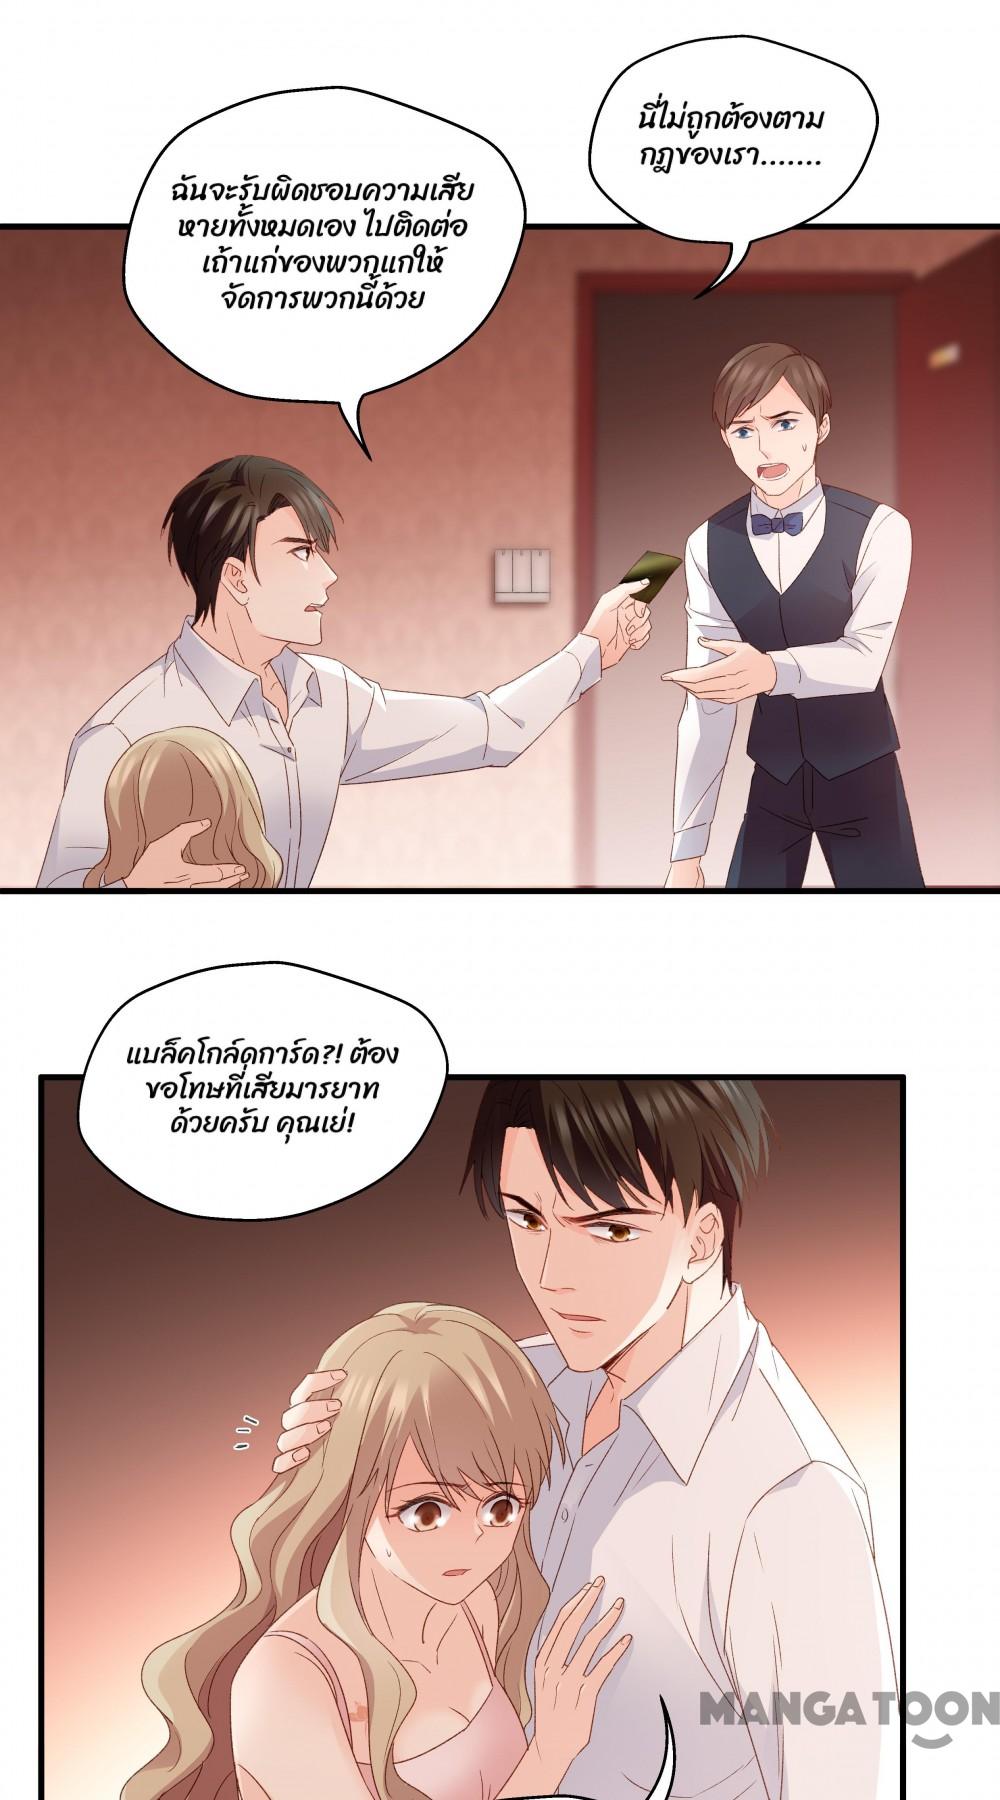 นี่ไม่ถูกต้องตาม
กฎของเรา.......
ฉันจะรับผิดชอบความเสีย
หายทั้งหมดเอง ไปติดต่อ
เถ้าแก่ของพวกแกให้
จัดการพวกนี้ด้วย
แบล็คโกล์ดการ์ด?! ต้อง
ขอโทษที่เสียมารยาท
ด้วยครับ คุณเย่!
MANGATOON